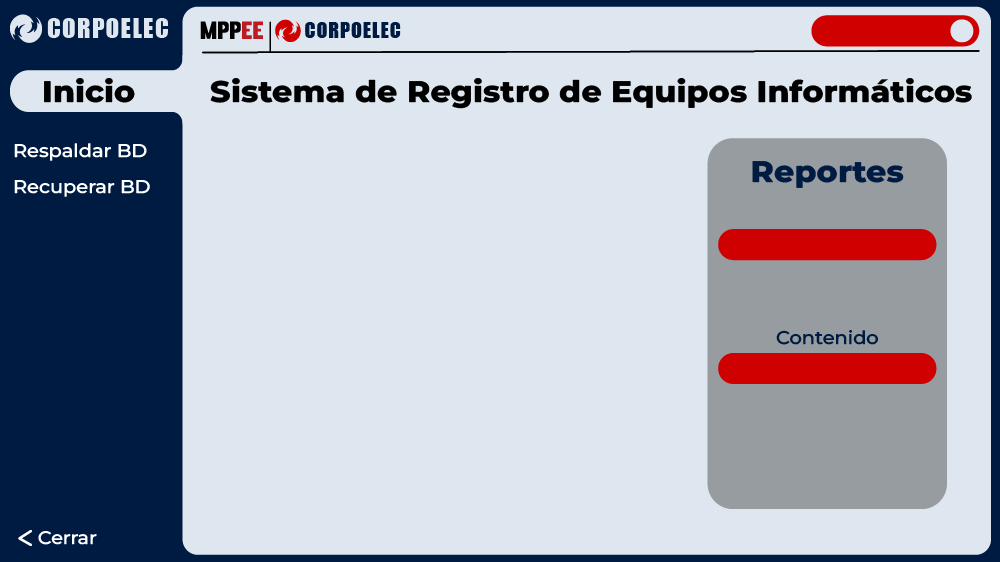 CORPOELEC
MPPEE CORPOELEC
Inicio
Sistema de Registro de Equipos Informáticos
Respaldar BD
Recuperar BD
Reportes
Contenido
< Cerrar